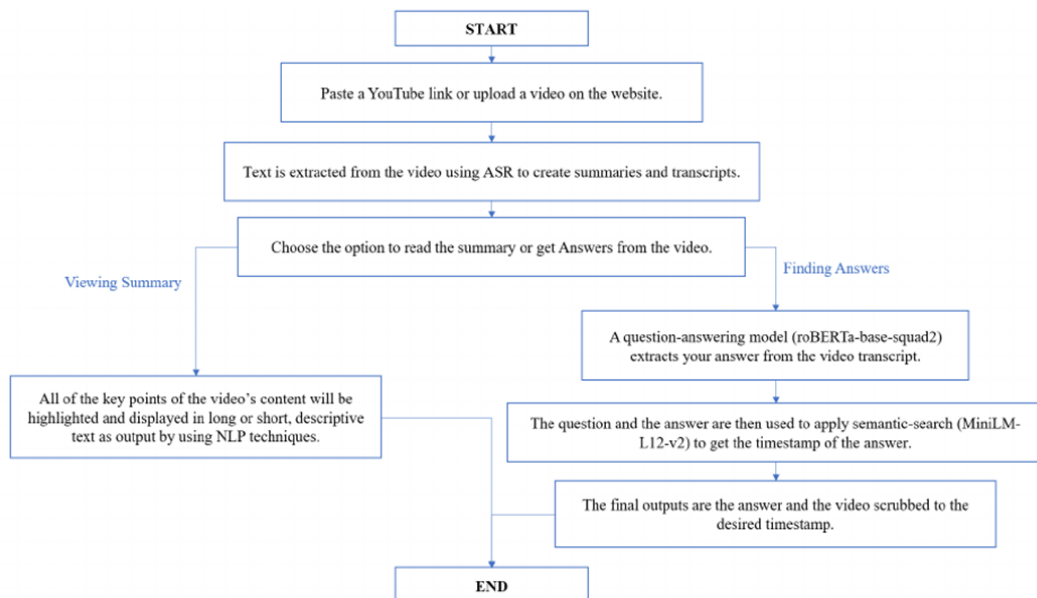 START
Paste a YouTube link or upload a video on the website.
Text is extracted from the video using ASR to create summaries and transcripts.
Choose the option to read the summary or get Answers from the video.
Viewing Summary
Finding Answers
A question-answering model (roBERTa-base-squad2)
extracts your answer from the video transcript.
All of the key points of the video's content will be
highlighted and displayed in long or short, descriptive
text as output by using NLP techniques.
The question and the answer are then used to apply semantic-search (MiniLM-
L12-v2) to get the timestamp of the answer.
The final outputs are the answer and the video scrubbed to the
desired timestamp.
END